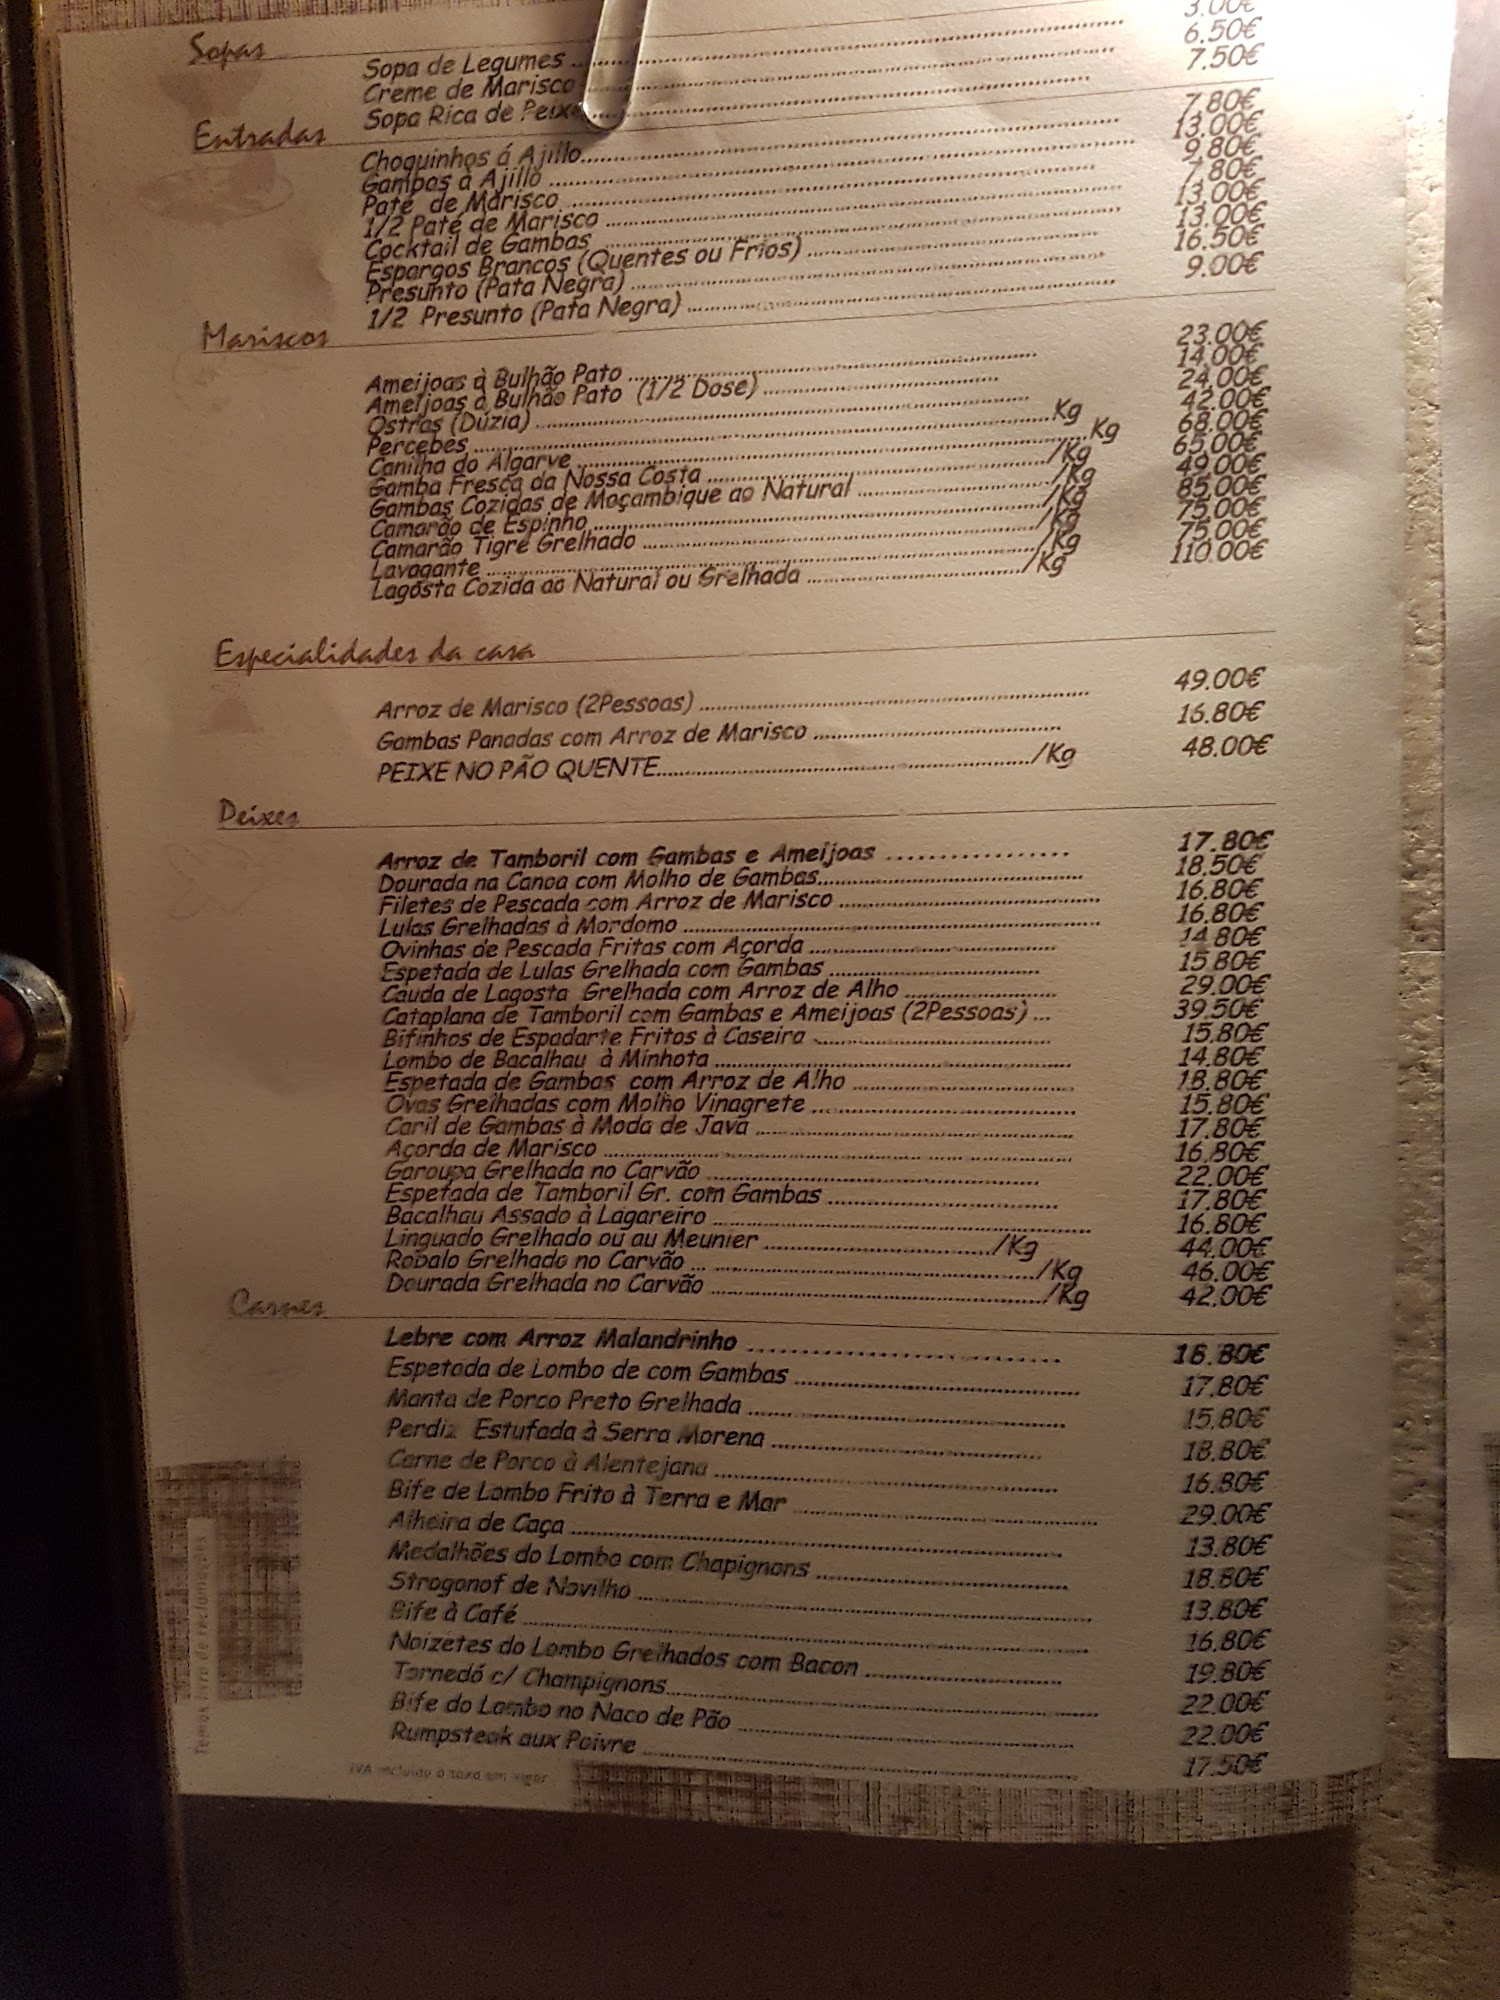 Sopas
Sopa de Legumes 3.00€
Creme de Marisco 6.50€
Sopa Rica de Peixe 7.50€
Entradas
Choquinhos á Ajillo 7.80€
Gambas à Ajillo 13.00€
Paté de Marisco 9.80€
1/2 Paté de Marisco 7.80€
Cocktail de Gambas 13.00€
Espargos Brancos (Quentes ou Frios) 13.00€
Presunto (Pata Negra) 16.50€
1/2 Presunto (Pata Negra) 9.00€
Mariscos
Ameijoas à Bulhão Pato 23.00€
Ameijoas à Bulhão Pato (1/2 Dose) 14.00€
Ostras (Dúzia) 24.00€
Percebes Kg 42.00€
Canilha do Algarve Kg 68.00€
Gamba Fresca da Nossa Costa /Kg 65.00€
Gambas Cozidas de Moçambique ao Natural /Kg 49.00€
Camarão de Espinho /Kg 85.00€
Camarão Tigre Grelhado /Kg 75.00€
Lavagante /Kg 75.00€
Lagosta Cozida ao Natural ou Grelhada /Kg 110.00€
Especialidades da casa
Arroz de Marisco (2Pessoas) 49.00€
Gambas Panadas com Arroz de Marisco 16.80€
PEIXE NO PÃO QUENTE /Kg 48.00€
Peixes
Arroz de Tamboril com Gambas e Ameijoas 17.80€
Dourada na Canoa com Molho de Gambas 18.50€
Filetes de Pescada com Arroz de Marisco 16.80€
Lulas Grelhadas à Mordomo 16.80€
Ovinhas de Pescada Fritas com Açorda 14.80€
Espetada de Lulas Grelhada com Gambas 15.80€
Cauda de Lagosta Grelhada com Arroz de Alho 29.00€
Cataplana de Tamboril com Gambas e Ameijoas (2Pessoas) ... 39.50€
Bifinhos de Espadarte Fritos à Caseira 15.80€
Lombo de Bacalhau à Minhota 14.80€
Espetada de Gambas com Arroz de Alho 18.80€
Ovas Grelhadas com Molho Vinagrete 15.80€
Caril de Gambas à Moda de Java 17.80€
Açorda de Marisco 16.80€
Garoupa Grelhada no Carvão 22.00€
Espetada de Tamboril Gr. com Gambas 17.80€
Bacalhau Assado à Lagareiro 16.80€
Linguado Grelhado ou au Meunier /Kg 44.00€
Robalo Grelhado no Carvão /Kg 46.00€
Dourada Grelhada no Carvão /Kg 42.00€
Carnes
Lebre com Arroz Malandrinho 16.80€
Espetada de Lombo de com Gambas 17.80€
Manta de Porco Preto Grelhada 15.80€
Perdiz Estufada à Serra Morena 18.80€
Carne de Porco à Alentejana 16.80€
Bife de Lombo Frito à Terra e Mar 29.00€
Alheira de Caça 13.80€
Medalhões do Lombo com Chapignons 18.80€
Strogonof de Novilho 13.80€
Bife à Café 16.80€
Noizetes do Lombo Grelhados com Bacon 19.80€
Tornedó c/ Champignons 22.00€
Bife do Lombo no Naco de Pão 22.00€
Rumpsteak aux Poivre 17.50€
IVA incluido à taxa em vigor
Temos livro de reclamações